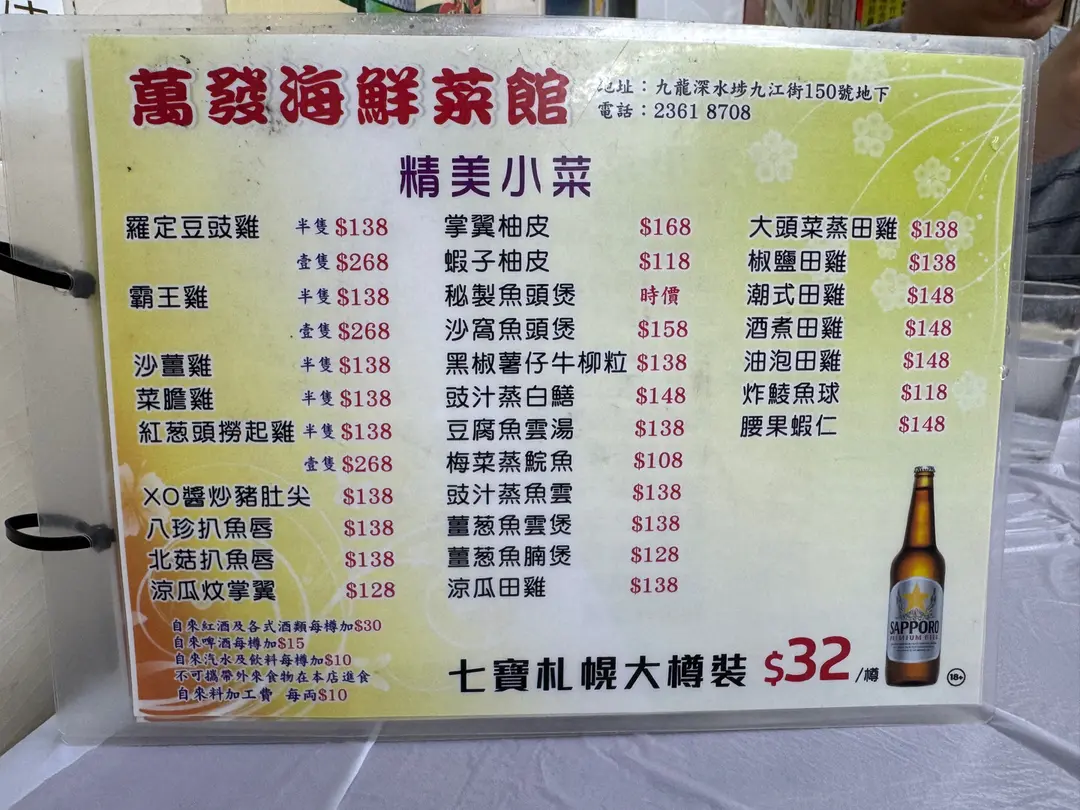 萬發海鮮菜館
地址：九龍深水埗九江街150號地下
電話：2361 8708
精美小菜
羅定豆豉雞 半隻 $138
壹隻 $268
霸王雞 半隻 $138
壹隻 $268
沙薑雞 半隻 $138
菜膽雞 半隻 $138
紅葱頭撈起雞 半隻 $138
壹隻 $268
XO醬炒豬肚尖 $138
八珍扒魚唇 $138
北菇扒魚唇 $138
涼瓜炆掌翼 $128
掌翼柚皮 $168
蝦子柚皮 $118
秘製魚頭煲 時價
沙窩魚頭煲 $158
黑椒薯仔牛柳粒 $138
豉汁蒸白鱔 $148
豆腐魚雲湯 $138
梅菜蒸鯇魚 $108
豉汁蒸魚雲 $138
薑葱魚雲煲 $138
薑葱魚腩煲 $128
涼瓜田雞 $138
大頭菜蒸田雞 $138
椒鹽田雞 $138
潮式田雞 $148
酒煮田雞 $148
油泡田雞 $148
炸鯪魚球 $118
腰果蝦仁 $148
自來紅酒及各式酒類每樽加$30
自來啤酒每樽加$15
自來汽水及飲料每樽加$10
不可攜帶外來食物在本店進食
自來料加工費 每両$10
七寶札幌大樽裝 $32/樽
SAPPORO
PREMIUM BEER
18+